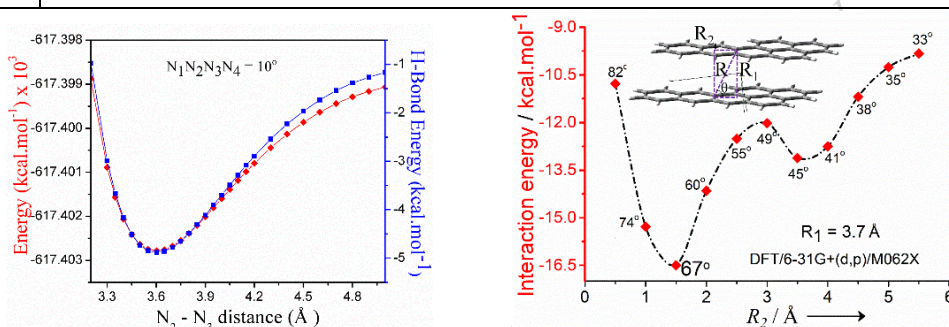 -617.398
-617.399
-617.400
-617.401
-617.402
-617.403
Energy (kcal.mol⁻¹) x 10³
N₁N₂N₃N₄ = 10°
-1
-2
-3
-4
-5
H-Bond Energy
(kcal.mol⁻¹)
3.3 3.6 3.9 4.2 4.5 4.8
N₂ - N₃ distance (Å)
-9.0
-10.5
-12.0
-13.5
-15.0
-16.5
Interaction energy / kcal.mol⁻¹
R₂
R
R₁
θ
82°
74°
67°
60°
55°
49°
45°
41°
38°
35°
33°
R₁ = 3.7 Å
DFT/6-31G+(d,p)/M062X
0 1 2 3 4 5 6
R₂ / Å